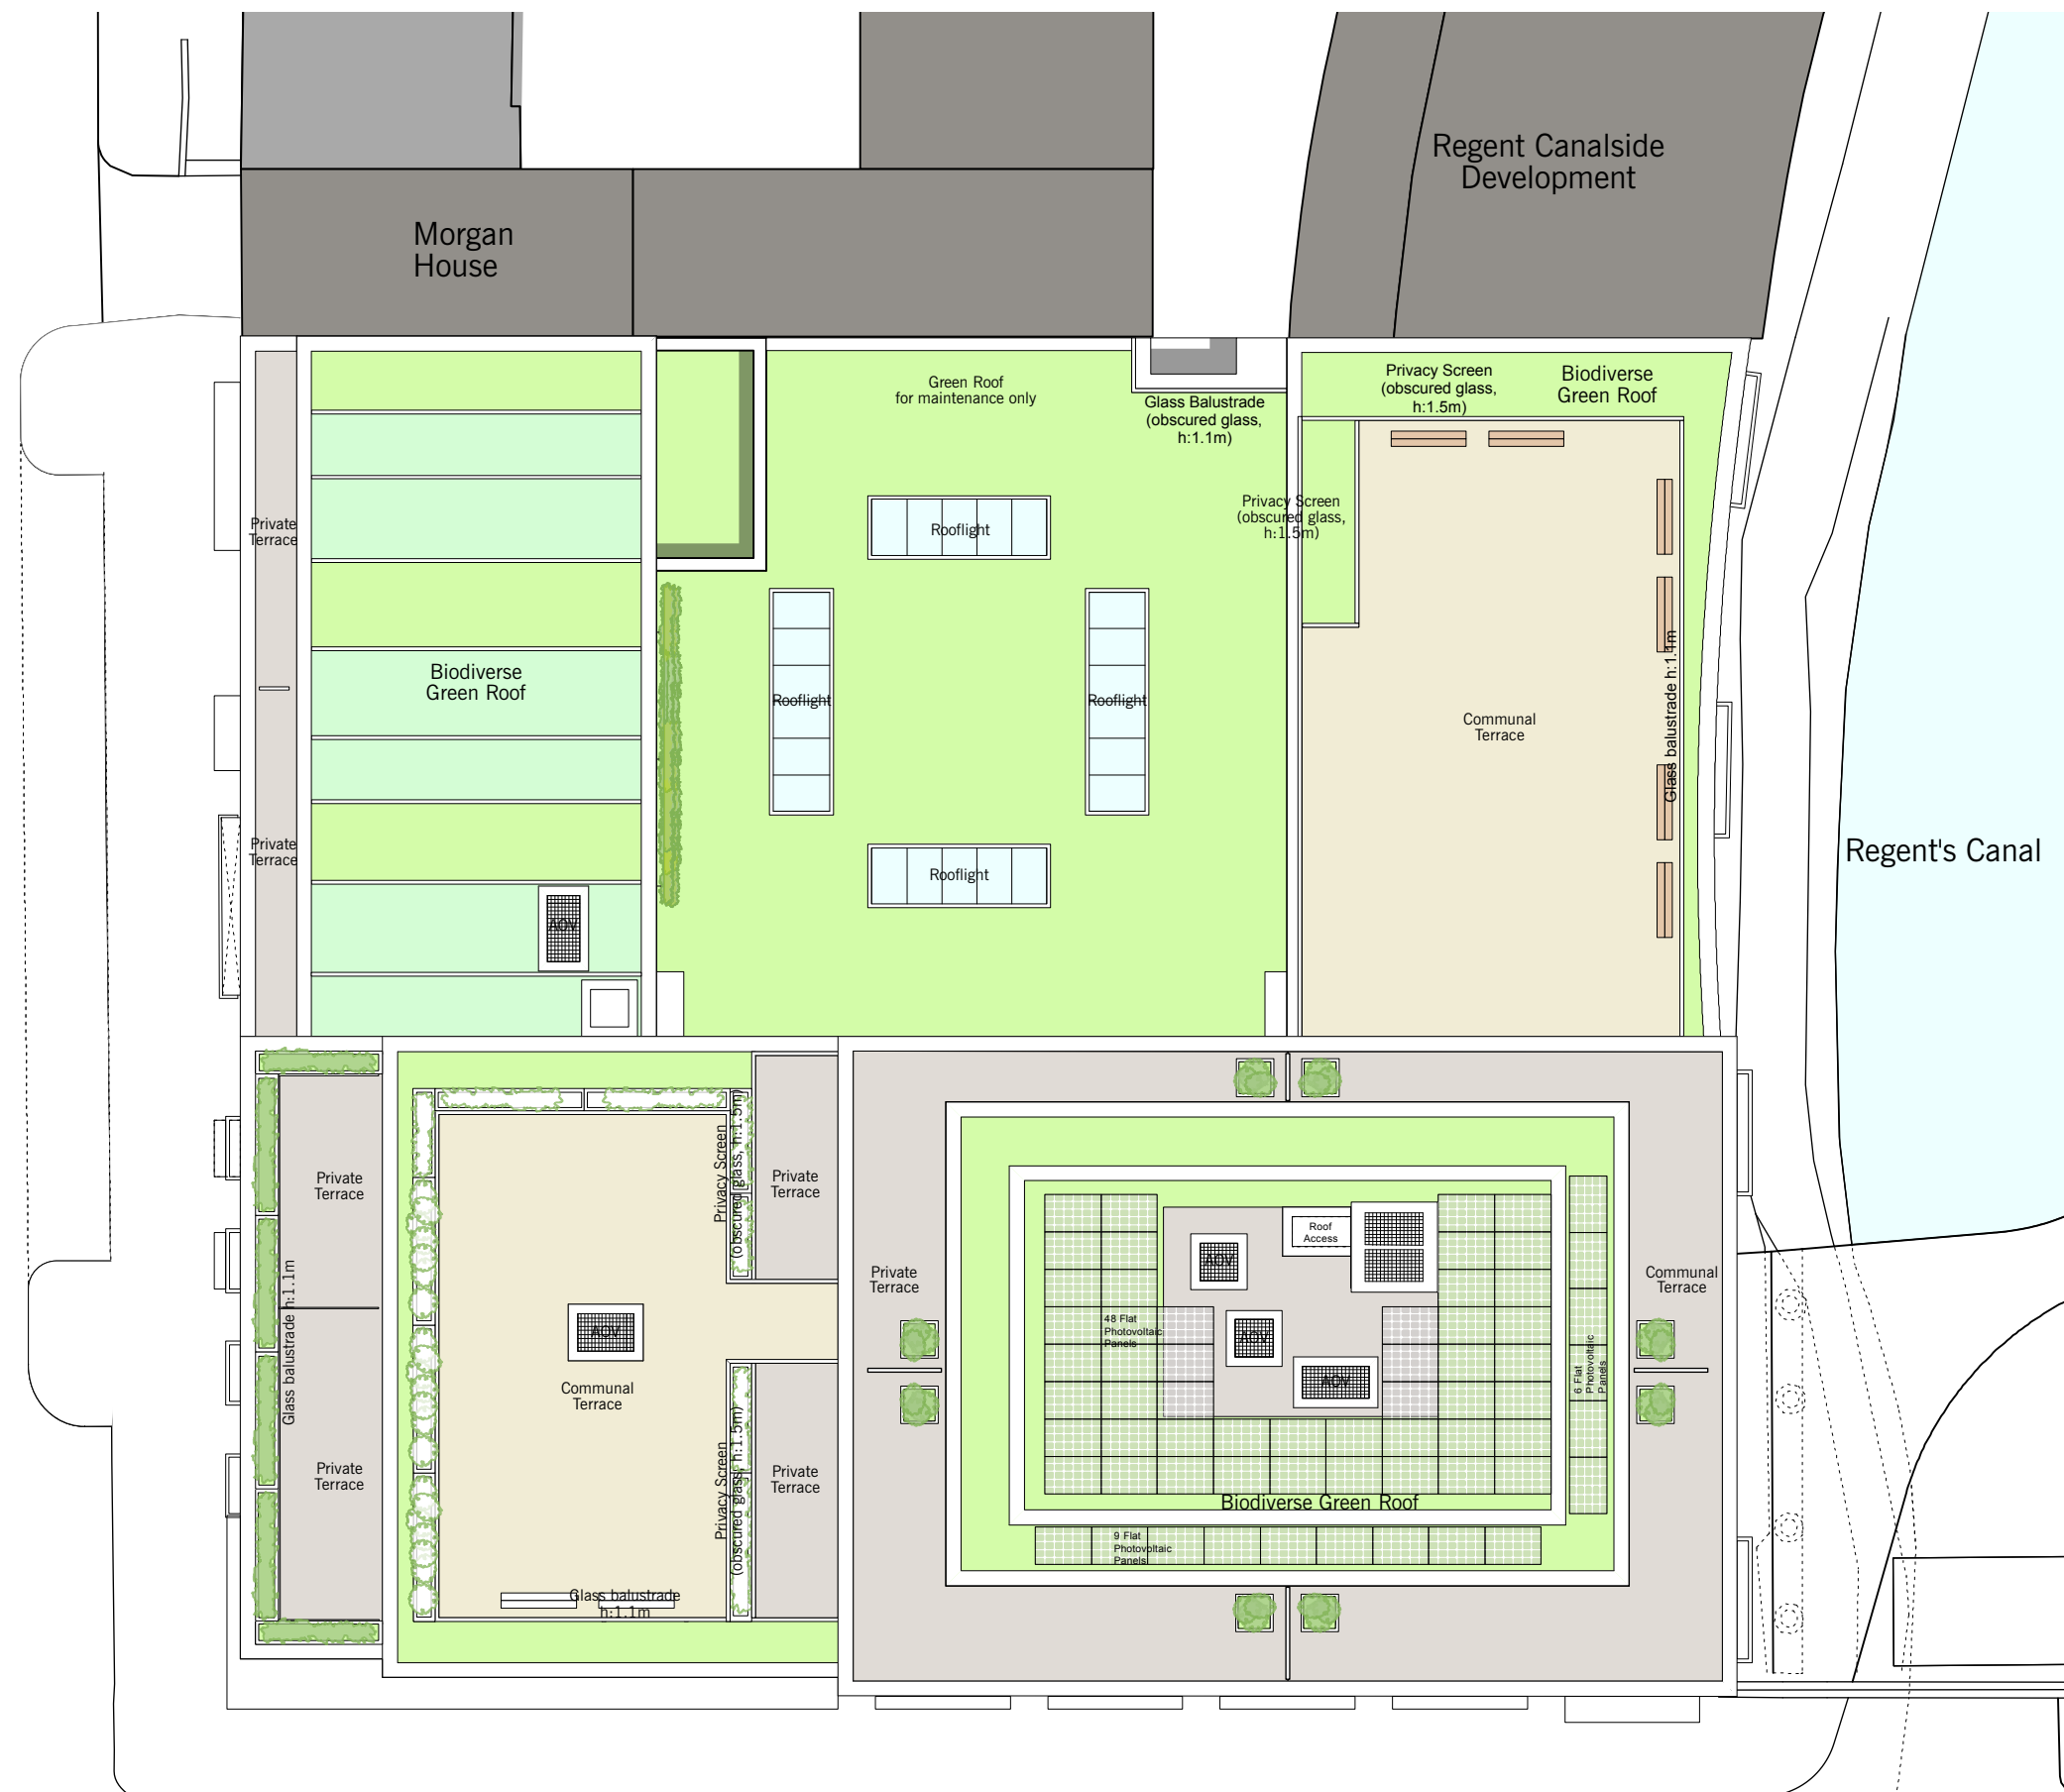 Regent Canalside
Development
Morgan
House
Green Roof
for maintenance only
Glass Balustrade
(obscured glass,
h:1.1m)
Privacy Screen
(obscured glass,
h:1.5m)
Biodiverse
Green Roof
Private
Terrace
Rooflight
Privacy Screen
(obscured glass,
h:1.5m)
Biodiverse
Green Roof
Rooflight
Rooflight
Communal
Terrace
Glass balustrade h:1.1m
Private
Terrace
Rooflight
Regent's Canal
AOV
Private
Terrace
Glass balustrade h:1.1m
Private
Terrace
Privacy Screen
(obscured glass, h:1.5m)
Private
Terrace
AOV
Communal
Terrace
Privacy Screen
(obscured glass, h:1.5m)
Private
Terrace
Glass balustrade
h:1.1m
Private
Terrace
Roof
Access
AOV
48 Flat
Photovoltaic
Panels
AOV
AOV
6 Flat
Photovoltaic
Panels
Communal
Terrace
Biodiverse Green Roof
9 Flat
Photovoltaic
Panels